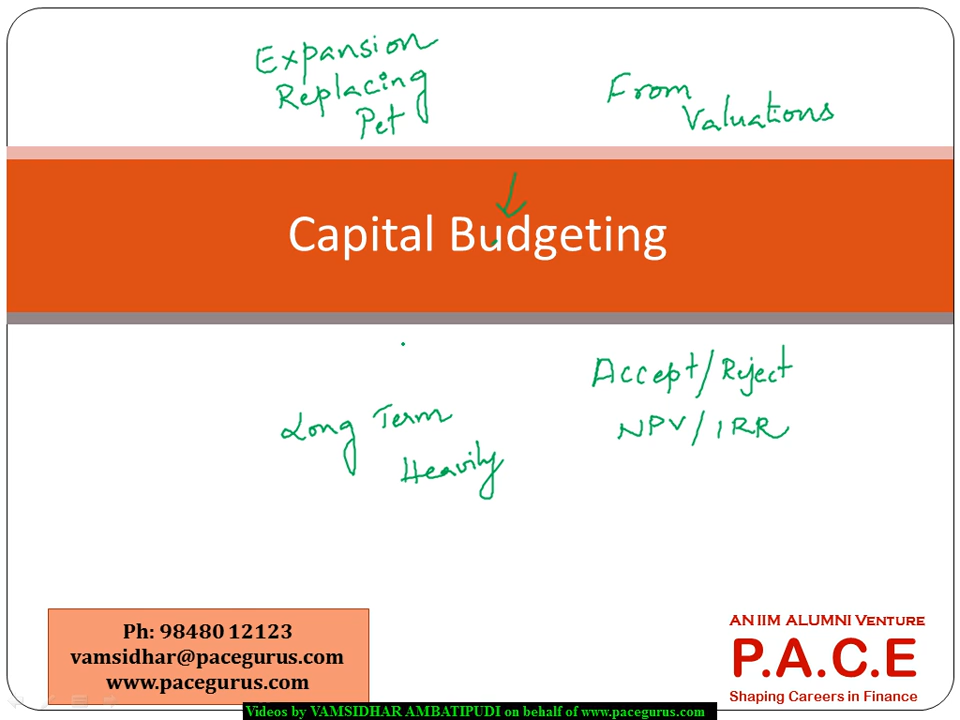 Expansion
Replacing
Pet
From
Valuations
Capital Budgeting
Accept/Reject
NPV/IRR
Long Term
Heavily
Ph: 98480 12123
vamsidhar@pacegurus.com
www.pacegurus.com
AN IIM ALUMNI VENTURE
P.A.C.E
Shaping Careers in Finance
Videos by VAMSIDHAR AMBATIPUDI on behalf of www.pacegurus.com